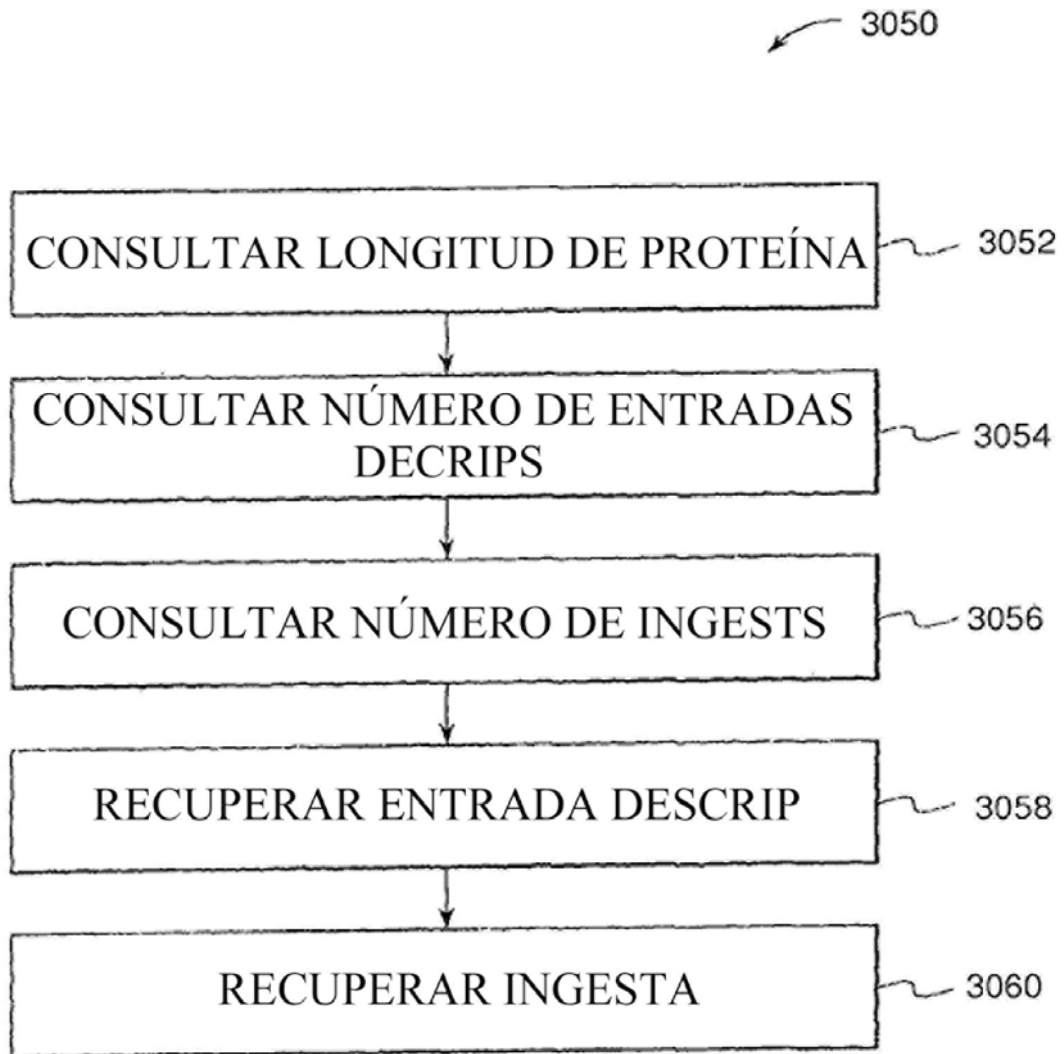 3050
CONSULTAR LONGITUD DE PROTEÍNA
3052
CONSULTAR NÚMERO DE ENTRADAS
DECRIPS
3054
CONSULTAR NÚMERO DE INGESTS
3056
RECUPERAR ENTRADA DESCRIP
3058
RECUPERAR INGESTA
3060